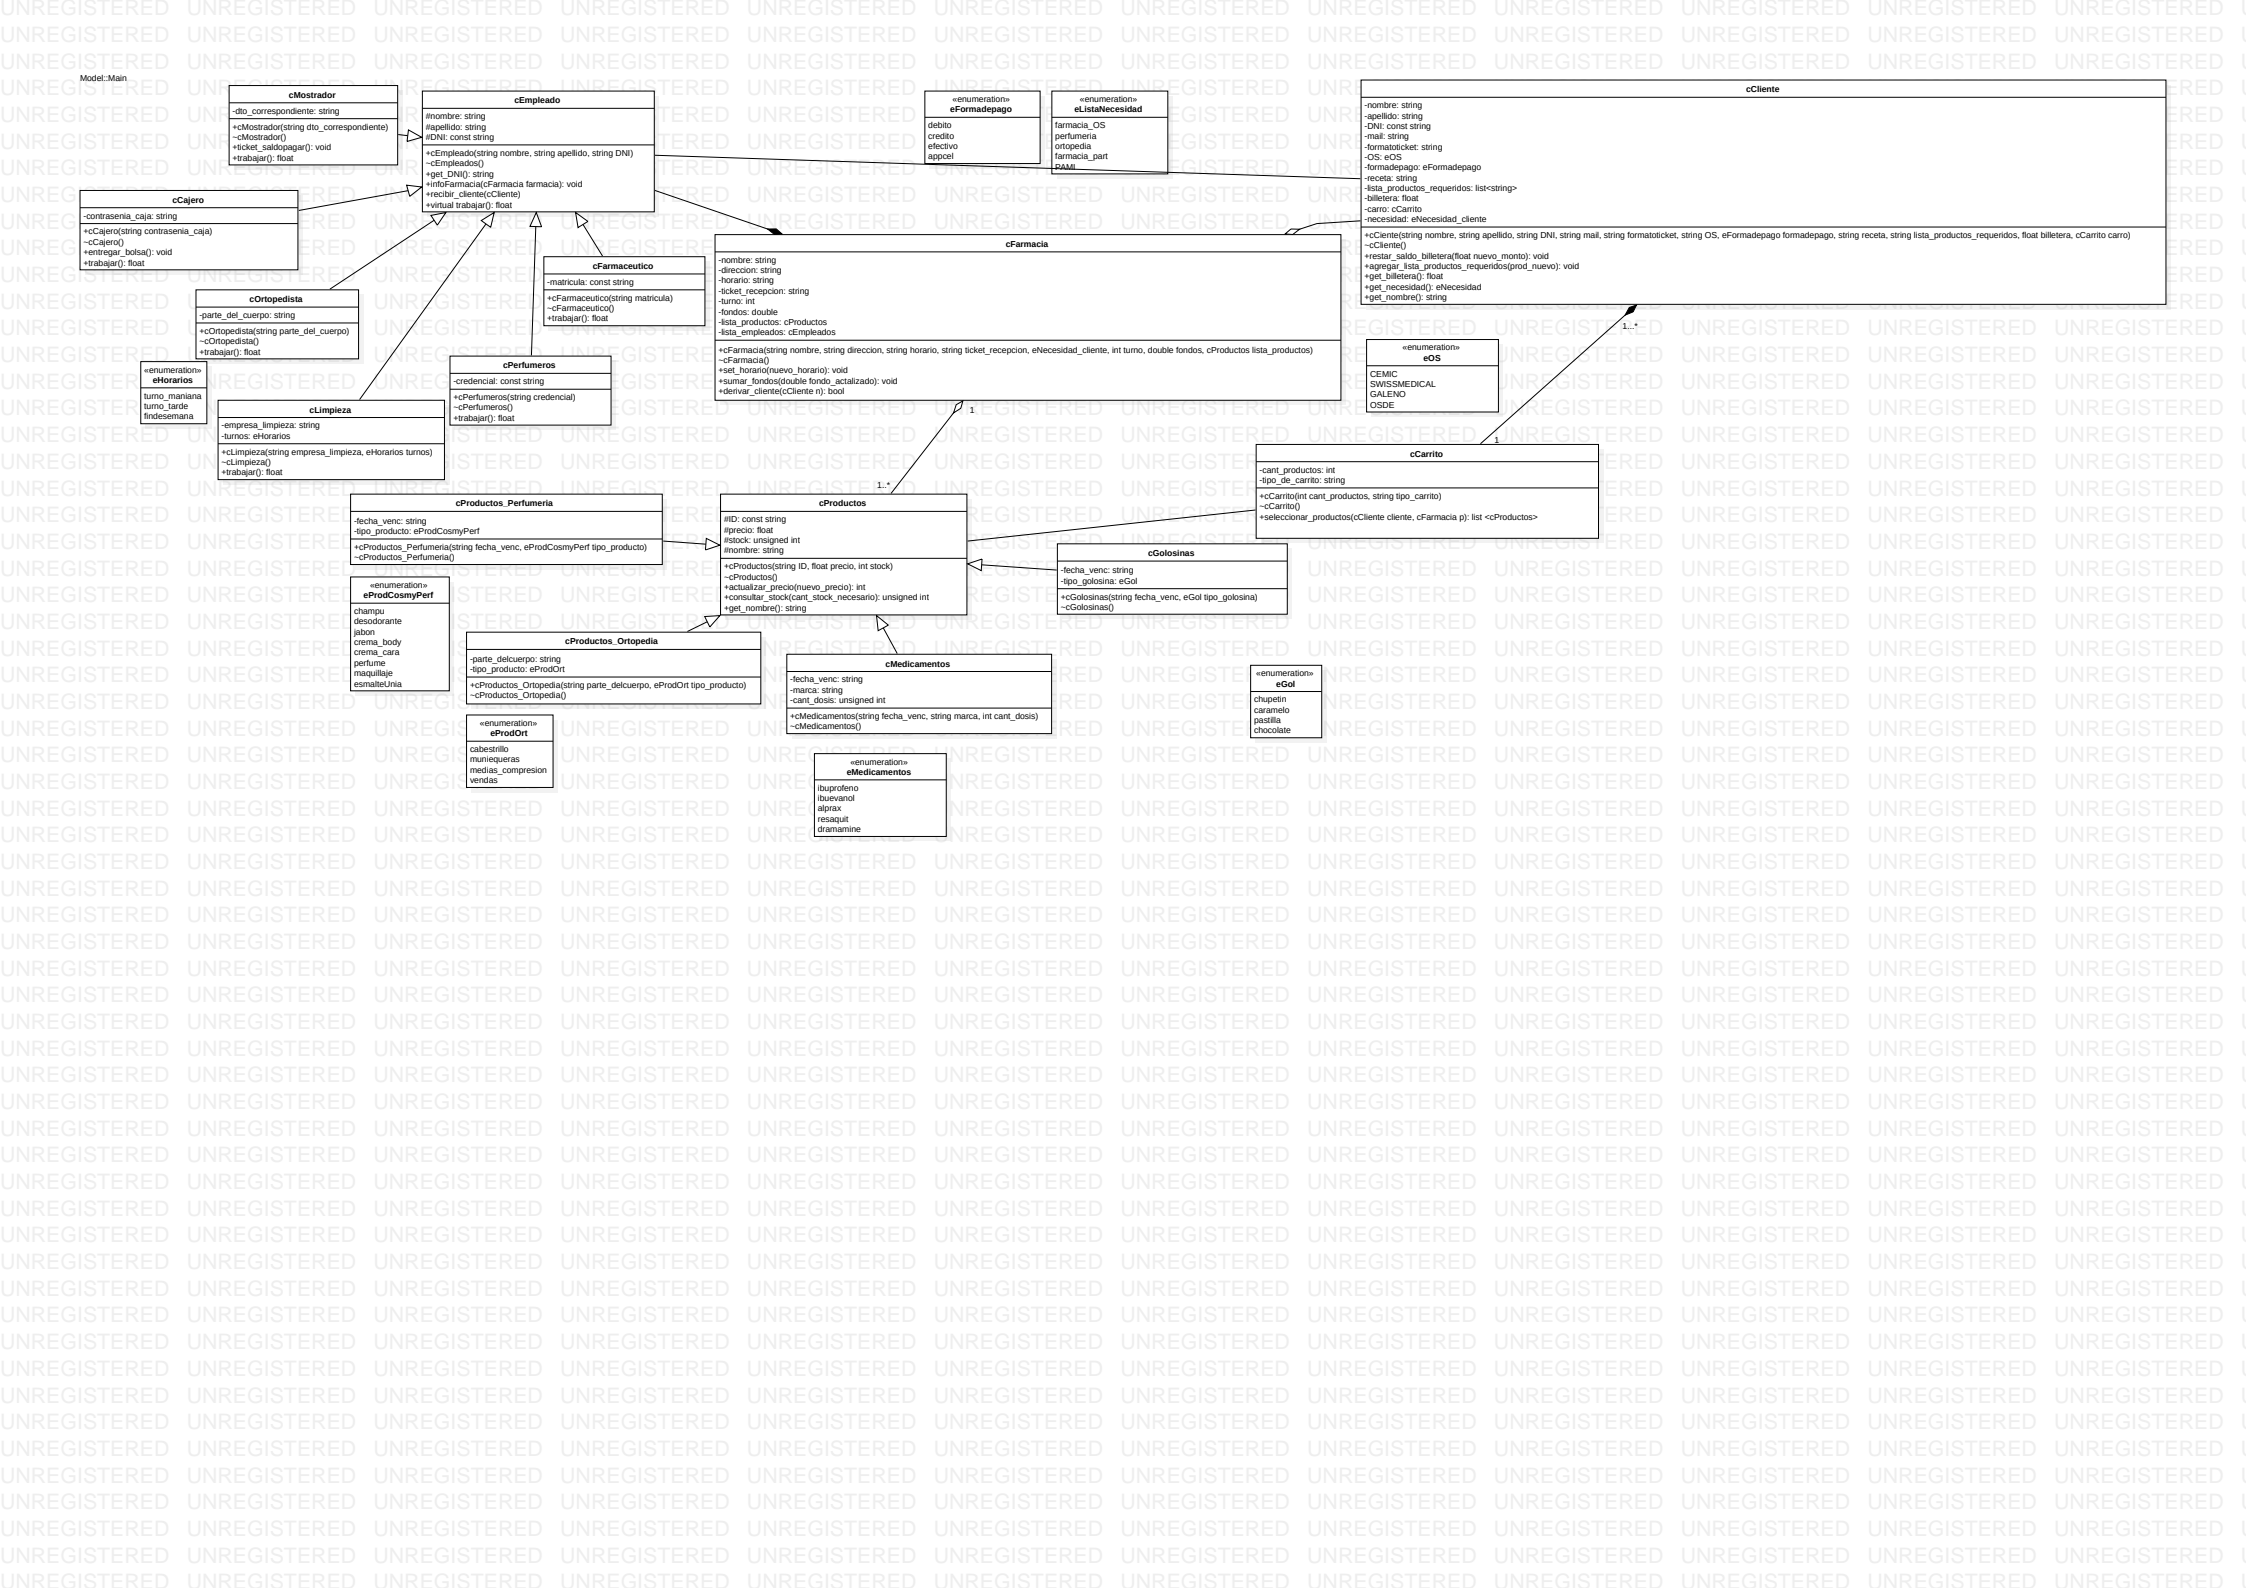 Model::Main
cMostrador
-dto_correspondiente: string
+cMostrador(string dto_correspondiente)
~cMostrador()
+ticket_saldopagar(): void
+trabajar(): float
cEmpleado
#nombre: string
#apellido: string
#DNI: const string
+cEmpleado(string nombre, string apellido, string DNI)
~cEmpleados()
+get_DNI(): string
+infoFarmacia(cFarmacia farmacia): void
+recibir_cliente(cCliente)
+virtual trabajar(): float
«enumeration»
eFormadepago
debito
credito
efectivo
appcel
«enumeration»
eListaNecesidad
farmacia_OS
perfumeria
ortopedia
farmacia_part
PAMI
cCliente
-nombre: string
-apellido: string
-DNI: const string
-mail: string
-formatoticket: string
-OS: eOS
-formadepago: eFormadepago
-receta: string
-lista_productos_requeridos: list<string>
-billetera: float
-carro: cCarrito
-necesidad: eNecesidad_cliente
+cCiente(string nombre, string apellido, string DNI, string mail, string formatoticket, string OS, eFormadepago formadepago, string receta, string lista_productos_requeridos, float billetera, cCarrito carro)
~cCliente()
+restar_saldo_billetera(float nuevo_monto): void
+agregar_lista_productos_requeridos(prod_nuevo): void
+get_billetera(): float
+get_necesidad(): eNecesidad
+get_nombre(): string
cCajero
-contrasenia_caja: string
+cCajero(string contrasenia_caja)
~cCajero()
+entregar_bolsa(): void
+trabajar(): float
cFarmacia
-nombre: string
-direccion: string
-horario: string
-ticket_recepcion: string
-turno: int
-fondos: double
-lista_productos: cProductos
-lista_empleados: cEmpleados
+cFarmacia(string nombre, string direccion, string horario, string ticket_recepcion, eNecesidad_cliente, int turno, double fondos, cProductos lista_productos)
~cFarmacia()
+set_horario(nuevo_horario): void
+sumar_fondos(double fondo_actalizado): void
+derivar_cliente(cCliente n): bool
cFarmaceutico
-matricula: const string
+cFarmaceutico(string matricula)
~cFarmaceutico()
+trabajar(): float
cOrtopedista
-parte_del_cuerpo: string
+cOrtopedista(string parte_del_cuerpo)
~cOrtopedista()
+trabajar(): float
1...*
«enumeration»
eOS
CEMIC
SWISSMEDICAL
GALENO
OSDE
cPerfumeros
-credencial: const string
+cPerfumeros(string credencial)
~cPerfumeros()
+trabajar(): float
«enumeration»
eHorarios
turno_maniana
turno_tarde
findesemana
cLimpieza
-empresa_limpieza: string
-turnos: eHorarios
+cLimpieza(string empresa_limpieza, eHorarios turnos)
~cLimpieza()
+trabajar(): float
1
1
1..*
cCarrito
-cant_productos: int
-tipo_de_carrito: string
+cCarrito(int cant_productos, string tipo_carrito)
~cCarrito()
+seleccionar_productos(cCliente cliente, cFarmacia p): list <cProductos>
cProductos_Perfumeria
-fecha_venc: string
-tipo_producto: eProdCosmyPerf
+cProductos_Perfumeria(string fecha_venc, eProdCosmyPerf tipo_producto)
~cProductos_Perfumeria()
cProductos
#ID: const string
#precio: float
#stock: unsigned int
#nombre: string
+cProductos(string ID, float precio, int stock)
~cProductos()
+actualizar_precio(nuevo_precio): int
+consultar_stock(cant_stock_necesario): unsigned int
+get_nombre(): string
cGolosinas
-fecha_venc: string
-tipo_golosina: eGol
+cGolosinas(string fecha_venc, eGol tipo_golosina)
~cGolosinas()
«enumeration»
eProdCosmyPerf
champu
desodorante
jabon
crema_body
crema_cara
perfume
maquillaje
esmalteUnia
cProductos_Ortopedia
-parte_delcuerpo: string
-tipo_producto: eProdOrt
+cProductos_Ortopedia(string parte_delcuerpo, eProdOrt tipo_producto)
~cProductos_Ortopedia()
cMedicamentos
-fecha_venc: string
-marca: string
-cant_dosis: unsigned int
+cMedicamentos(string fecha_venc, string marca, int cant_dosis)
~cMedicamentos()
«enumeration»
eGol
chupetin
caramelo
pastilla
chocolate
«enumeration»
eProdOrt
cabestrillo
muniequeras
medias_compresion
vendas
«enumeration»
eMedicamentos
ibuprofeno
ibuevanol
alprax
resaquit
dramamine
UNREGISTERED